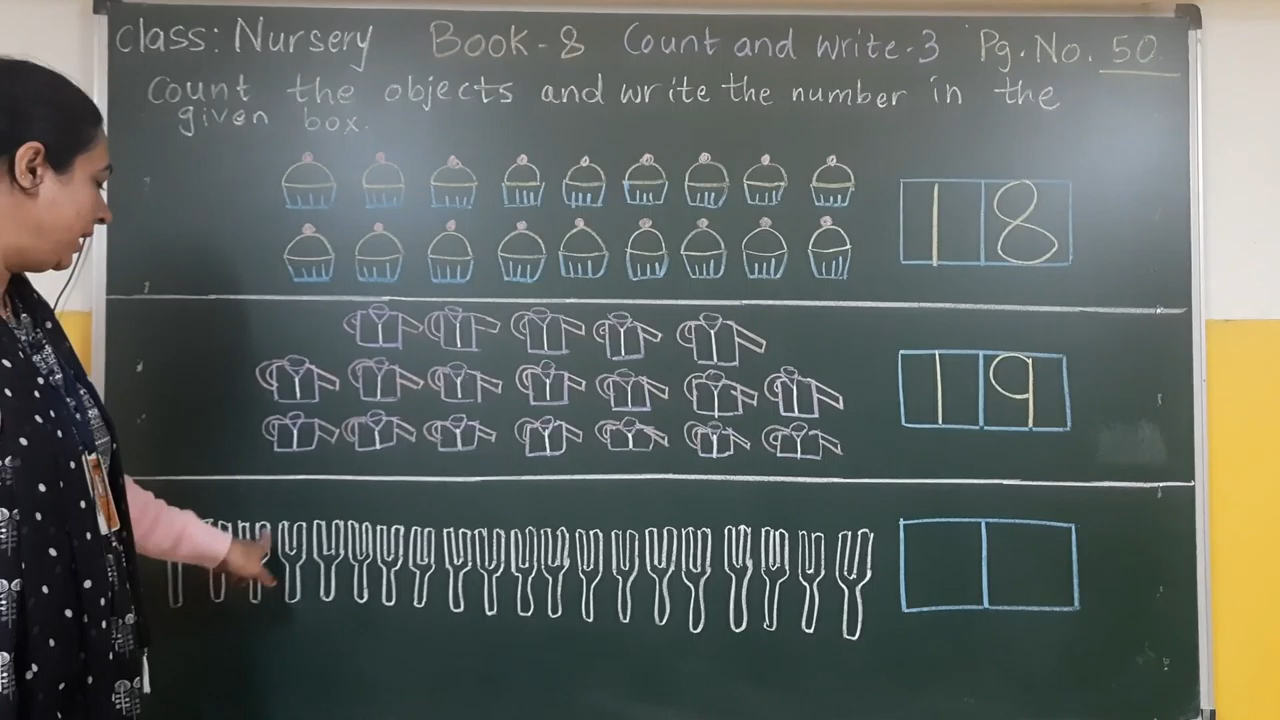 class: Nursery Book-8 Count and write-3 Pg. No. 50
Count the objects and write the number in the
given box.
18
19